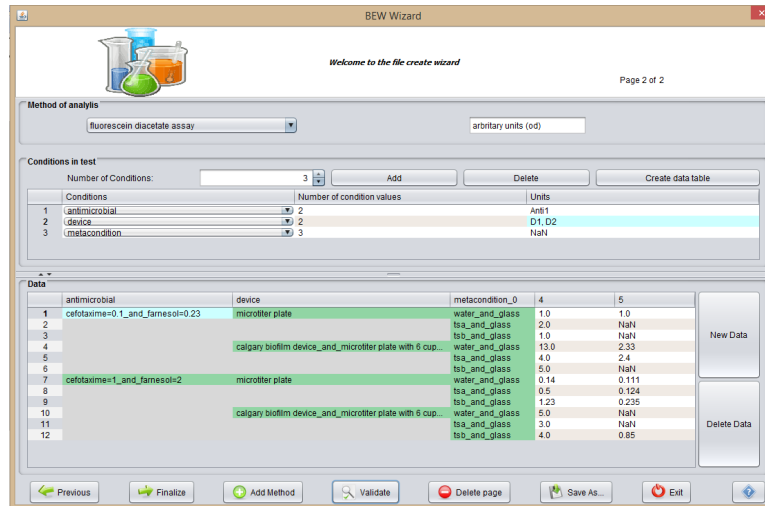 BEW Wizard
x
Welcome to the file create wizard
Page 2 of 2
Method of analylis
fluorescein diacetate assay arbritary units (od)
Conditions in test
Number of Conditions: 3 Add Delete Create data table
Conditions Number of condition values Units
1 antimicrobial 2 Anti1
2 device 2 D1, D2
3 metacondition 3 NaN
Data
antimicrobial device metacondition_0 4 5
1 cefotaxime=0.1_and_farnesol=0.23 microtiter plate water_and_glass 1.0 1.0
2 tsa_and_glass 2.0 NaN
3 tsb_and_glass 1.0 NaN
4 calgary biofilm device_and_microtiter plate with 6 cup... water_and_glass 13.0 2.33
5 tsa_and_glass 4.0 2.4
6 tsb_and_glass 5.0 NaN
7 cefotaxime=1_and_farnesol=2 microtiter plate water_and_glass 0.14 0.111
8 tsa_and_glass 0.5 0.124
9 tsb_and_glass 1.23 0.235
10 calgary biofilm device_and_microtiter plate with 6 cup... water_and_glass 5.0 NaN
11 tsa_and_glass 3.0 NaN
12 tsb_and_glass 4.0 0.85
New Data
Delete Data
Previous Finalize Add Method Validate Delete page Save As... Exit ?